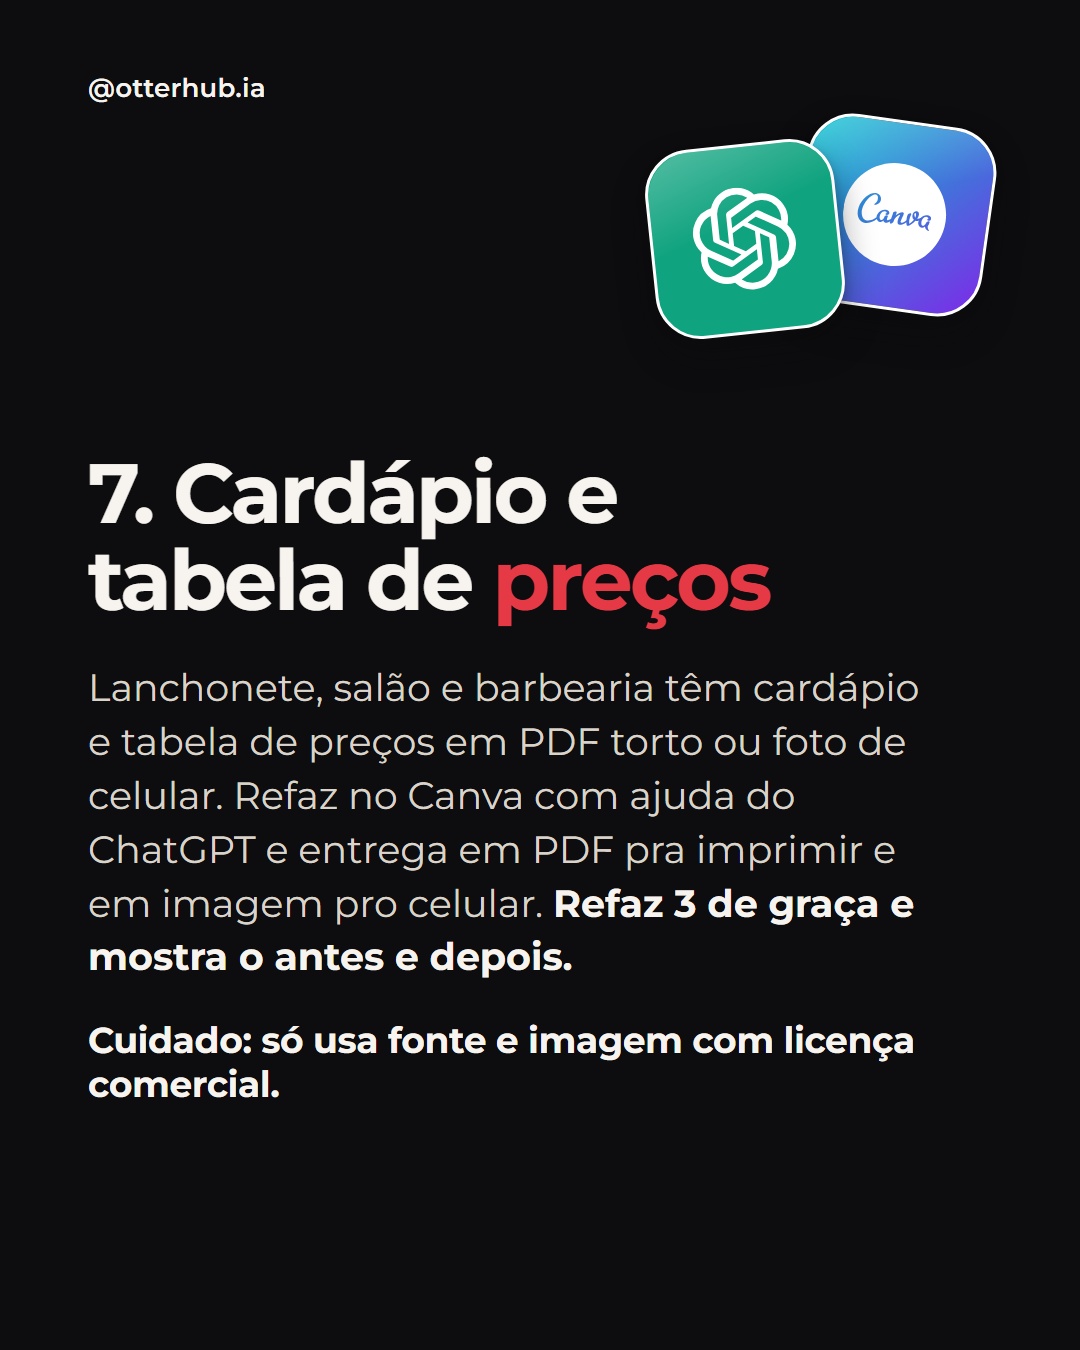 @otterhub.ia
Canva
7. Cardápio e
tabela de preços
Lanchonete, salão e barbearia têm cardápio
e tabela de preços em PDF torto ou foto de
celular. Refaz no Canva com ajuda do
ChatGPT e entrega em PDF pra imprimir e
em imagem pro celular. Refaz 3 de graça e
mostra o antes e depois.
Cuidado: só usa fonte e imagem com licença
comercial.